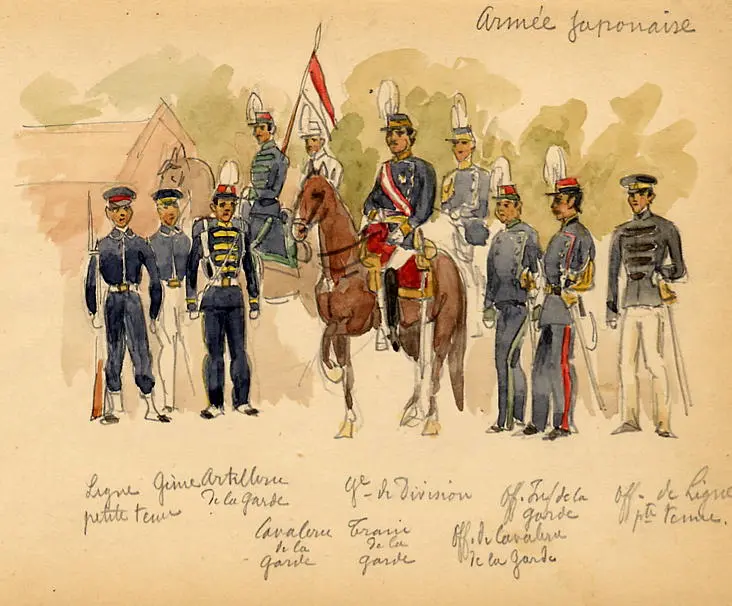 Armée Japonaise
Ligne
petite tenue
Génie
Artillerie
de la Garde
Cavalerie
de la
garde
Train
de la
garde
Gal de Division
Off. de Cavalerie
de la Garde
Off. Inf. de la
garde
Off. de Ligne
pte tenue.